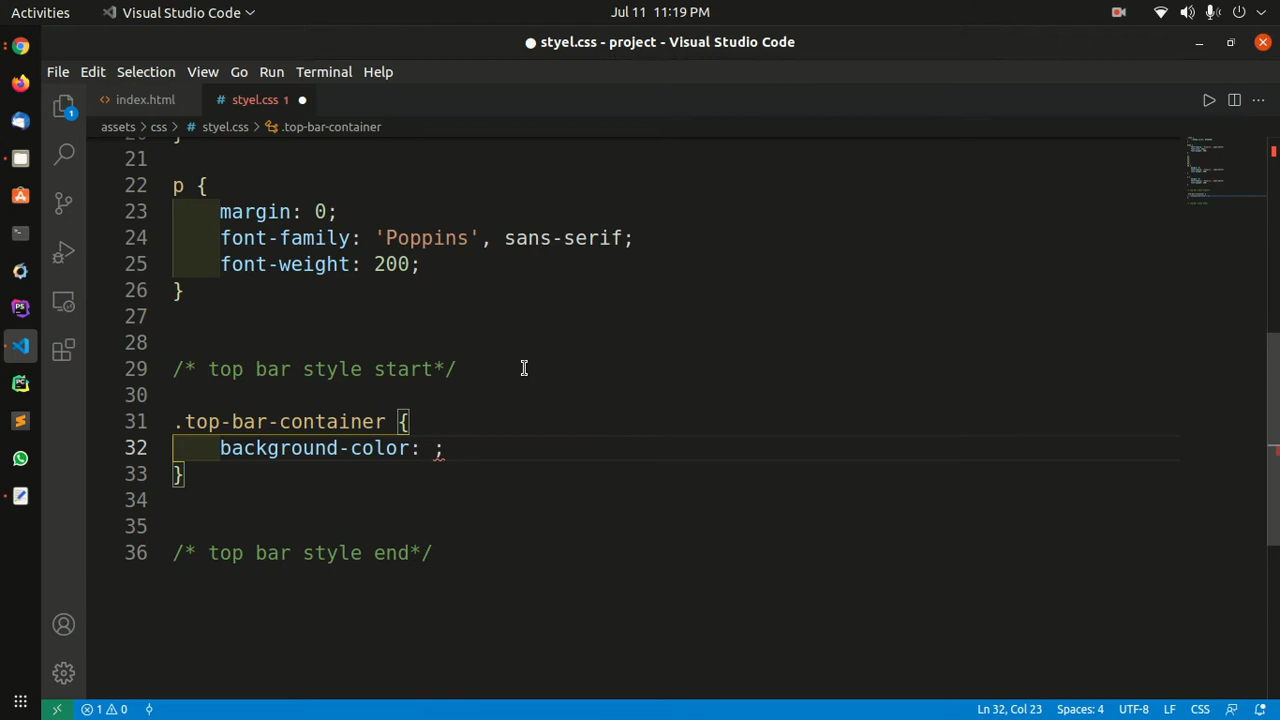 Activities
Visual Studio Code
Jul 11 11:19 PM
● styel.css - project - Visual Studio Code
File Edit Selection View Go Run Terminal Help
index.html
# styel.css 1 ●
assets > css > # styel.css > .top-bar-container
21
22 p {
23 margin: 0;
24 font-family: 'Poppins', sans-serif;
25 font-weight: 200;
26 }
27
28
29 /* top bar style start*/
30
31 .top-bar-container {
32 background-color: ;
33 }
34
35
36 /* top bar style end*/
1 0
Ln 32, Col 23 Spaces: 4 UTF-8 LF CSS
1
PS
PC